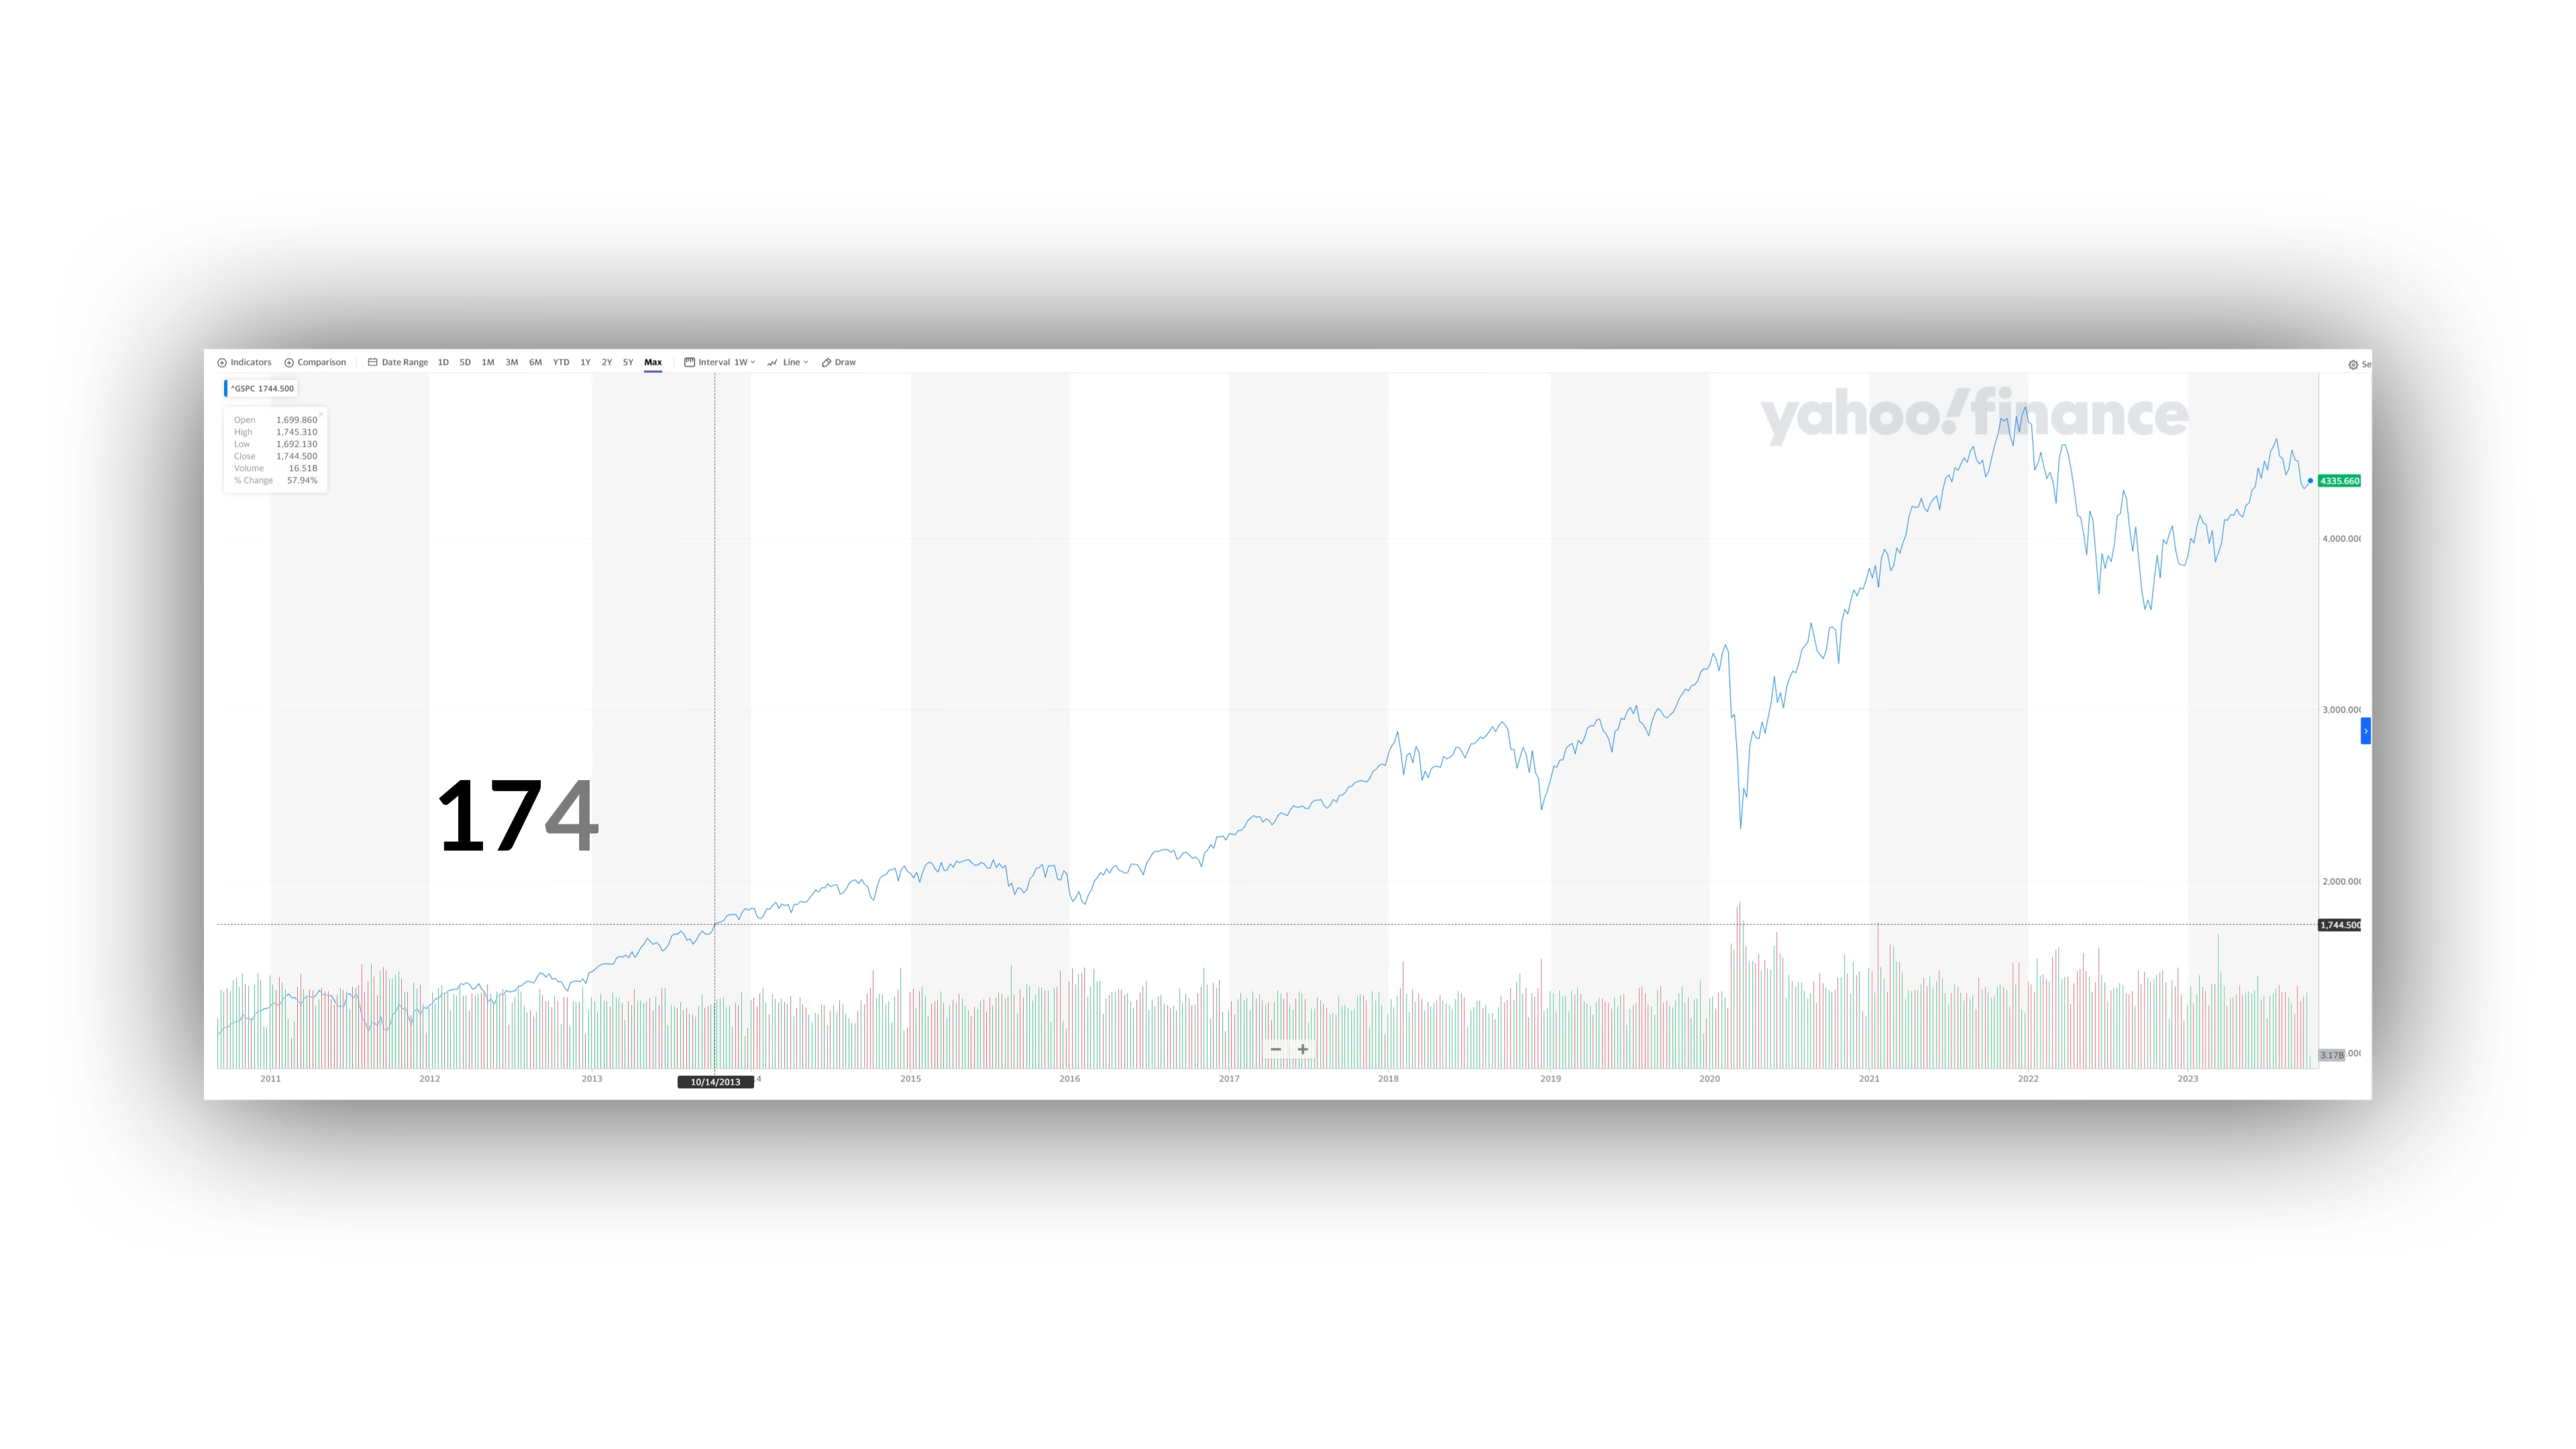 Indicators Comparison Date Range 1D 5D 1M 3M 6M YTD 1Y 2Y 5Y Max Interval 1W Line Draw Se
^GSPC 1744.500
yahoo!finance
Open 1,699.860
High 1,745.310
Low 1,692.130
Close 1,744.500
Volume 16.51B
% Change 57.94%
4335.660
4,000.00
3,000.00
174
2,000.00
1,744.500
3.17B .00
2011 2012 2013 10/14/2013 4 2015 2016 2017 2018 2019 2020 2021 2022 2023